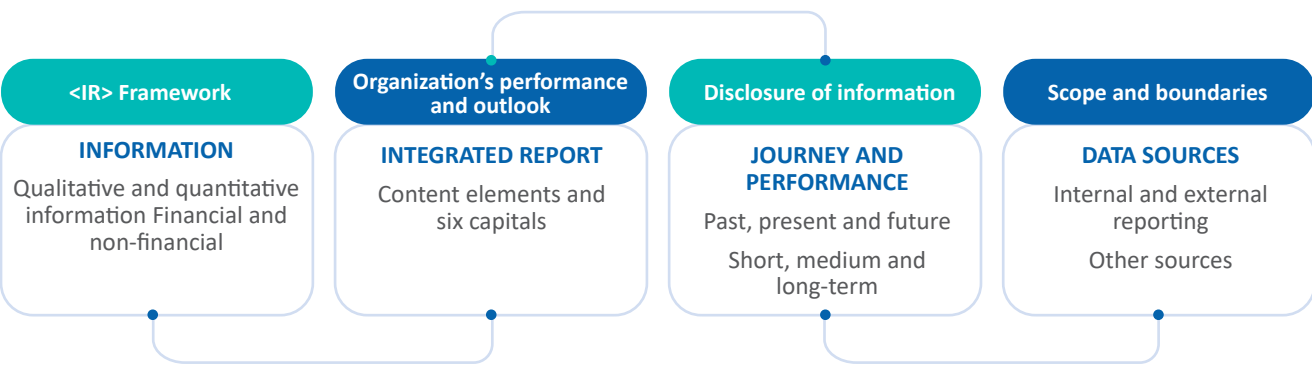 <IR> Framework
INFORMATION
Qualitative and quantitative
information Financial and
non-financial
Organization's performance
and outlook
INTEGRATED REPORT
Content elements and
six capitals
Disclosure of information
JOURNEY AND
PERFORMANCE
Past, present and future
Short, medium and
long-term
Scope and boundaries
DATA SOURCES
Internal and external
reporting
Other sources